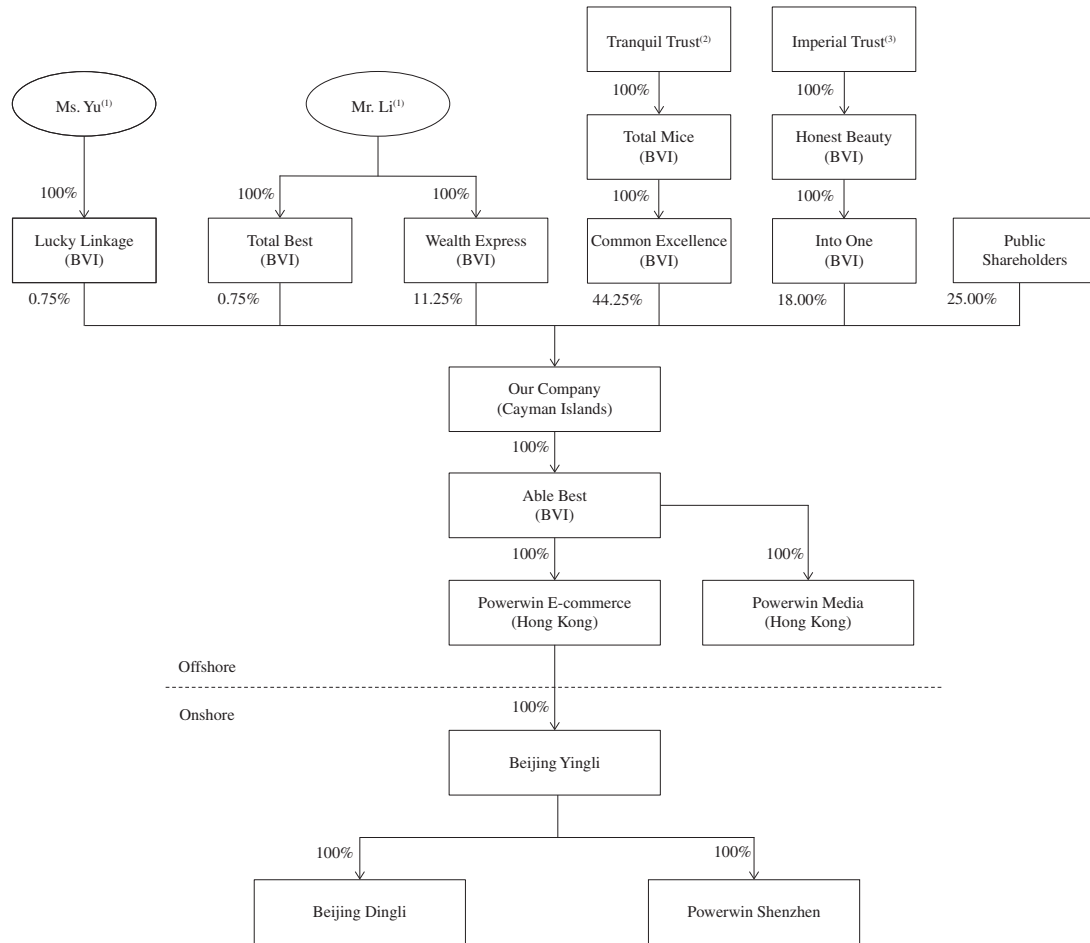 Tranquil Trust(2)
Imperial Trust(3)
100%
100%
Ms. Yu(1)
Mr. Li(1)
Total Mice
(BVI)
Honest Beauty
(BVI)
100%
100%
100%
100%
100%
Lucky Linkage
(BVI)
Total Best
(BVI)
Wealth Express
(BVI)
Common Excellence
(BVI)
Into One
(BVI)
Public
Shareholders
0.75%
0.75%
11.25%
44.25%
18.00%
25.00%
Our Company
(Cayman Islands)
100%
Able Best
(BVI)
100%
100%
Powerwin E-commerce
(Hong Kong)
Powerwin Media
(Hong Kong)
Offshore
Onshore
100%
Beijing Yingli
100%
100%
Beijing Dingli
Powerwin Shenzhen